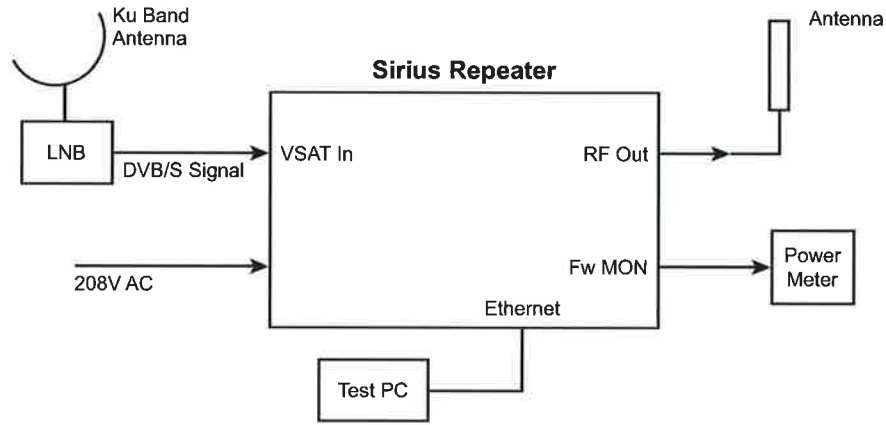 Ku Band
Antenna
Antenna
Sirius Repeater
LNB
VSAT In
RF Out
DVB/S Signal
208V AC
Fw MON
Power
Meter
Ethernet
Test PC